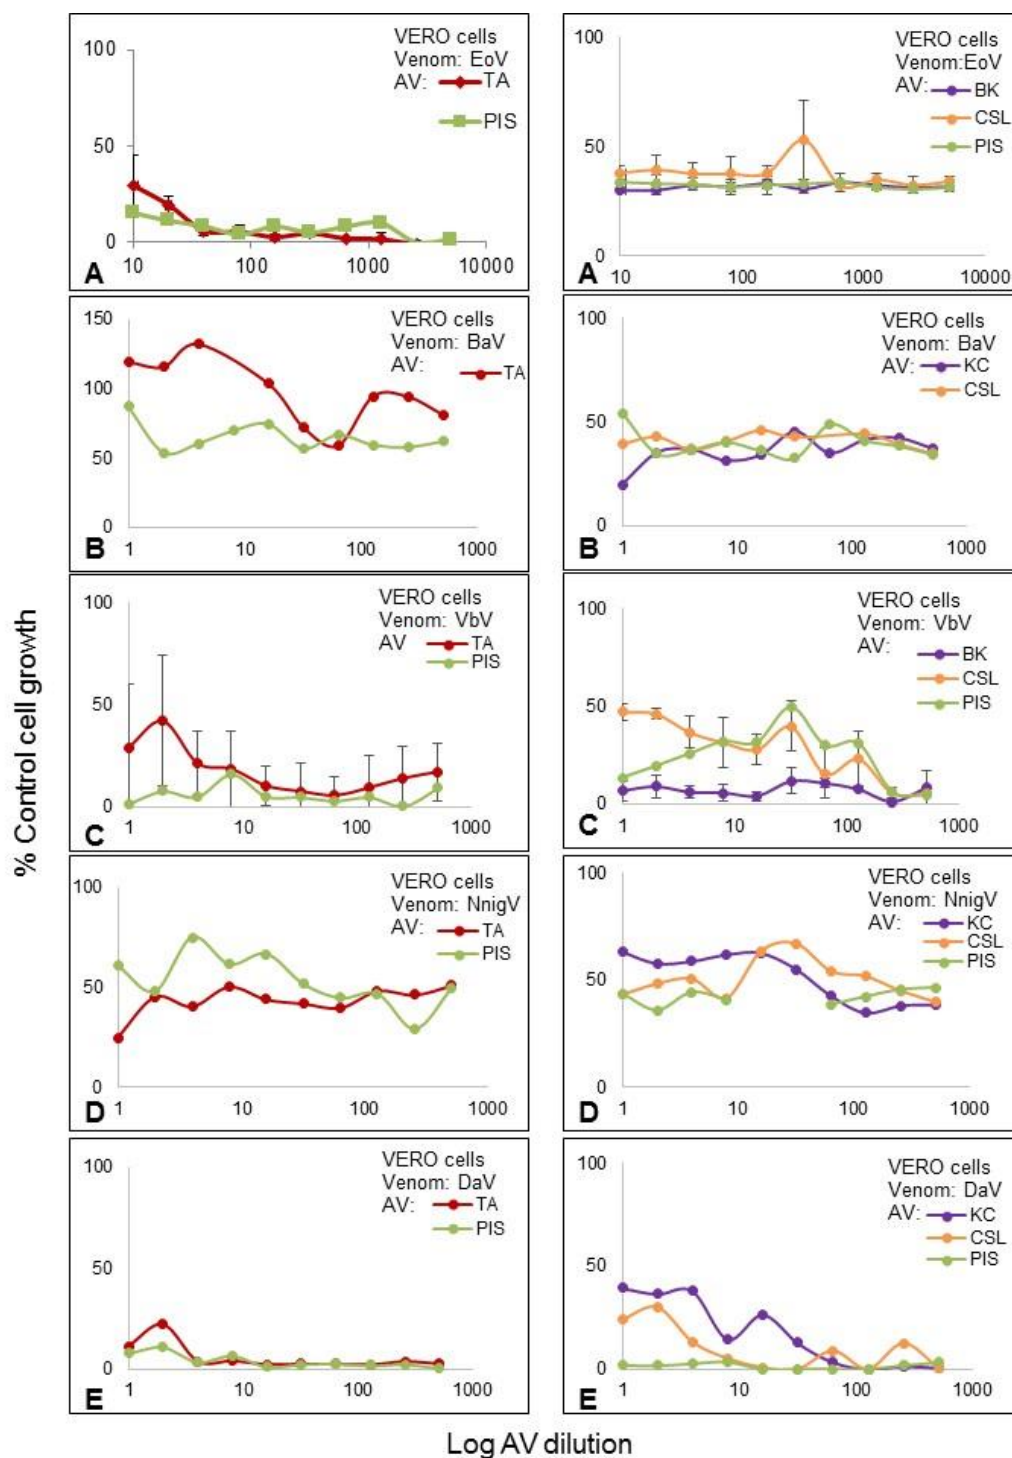 % Control cell growth
100
50
0
10
100
1000
10000
VERO cells
Venom: EoV
AV:
TA
PIS
A
100
50
0
10
100
1000
10000
VERO cells
Venom:EoV
AV:
BK
CSL
PIS
A
150
100
50
0
1
10
100
1000
VERO cells
Venom: BaV
AV:
TA
B
100
50
0
1
10
100
1000
VERO cells
Venom: BaV
AV:
KC
CSL
B
100
50
0
1
10
100
1000
VERO cells
Venom: VbV
AV
TA
PIS
C
100
50
0
1
10
100
1000
VERO cells
Venom: VbV
AV:
BK
CSL
PIS
C
100
50
0
1
10
100
1000
VERO cells
Venom: NnigV
AV:
TA
PIS
D
100
50
0
1
10
100
1000
VERO cells
Venom: NnigV
AV:
KC
CSL
PIS
D
100
50
0
1
10
100
1000
VERO cells
Venom: DaV
AV:
TA
PIS
E
100
50
0
1
10
100
1000
VERO cells
Venom: DaV
AV:
KC
CSL
PIS
E
Log AV dilution